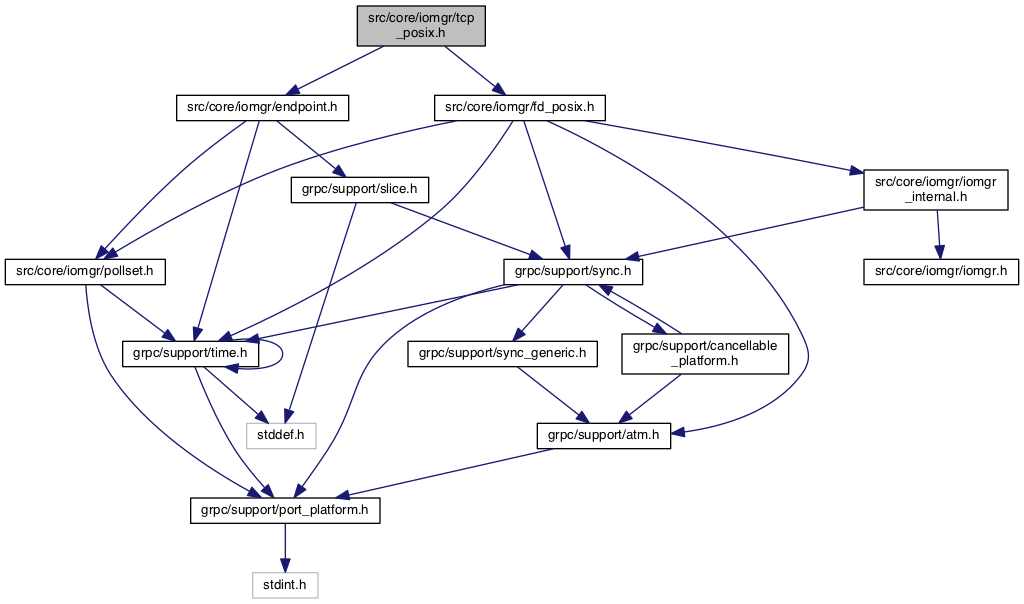 src/core/iomgr/tcp
_posix.h
src/core/iomgr/endpoint.h
src/core/iomgr/fd_posix.h
grpc/support/slice.h
src/core/iomgr/iomgr
_internal.h
src/core/iomgr/pollset.h
grpc/support/sync.h
src/core/iomgr/iomgr.h
grpc/support/time.h
grpc/support/sync_generic.h
grpc/support/cancellable
_platform.h
stddef.h
grpc/support/atm.h
grpc/support/port_platform.h
stdint.h